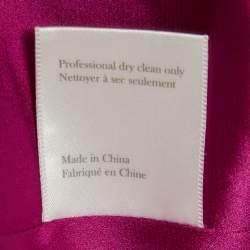 Professional dry clean only
Nettoyer à sec seulement
Made in China
Fabriqué en Chine